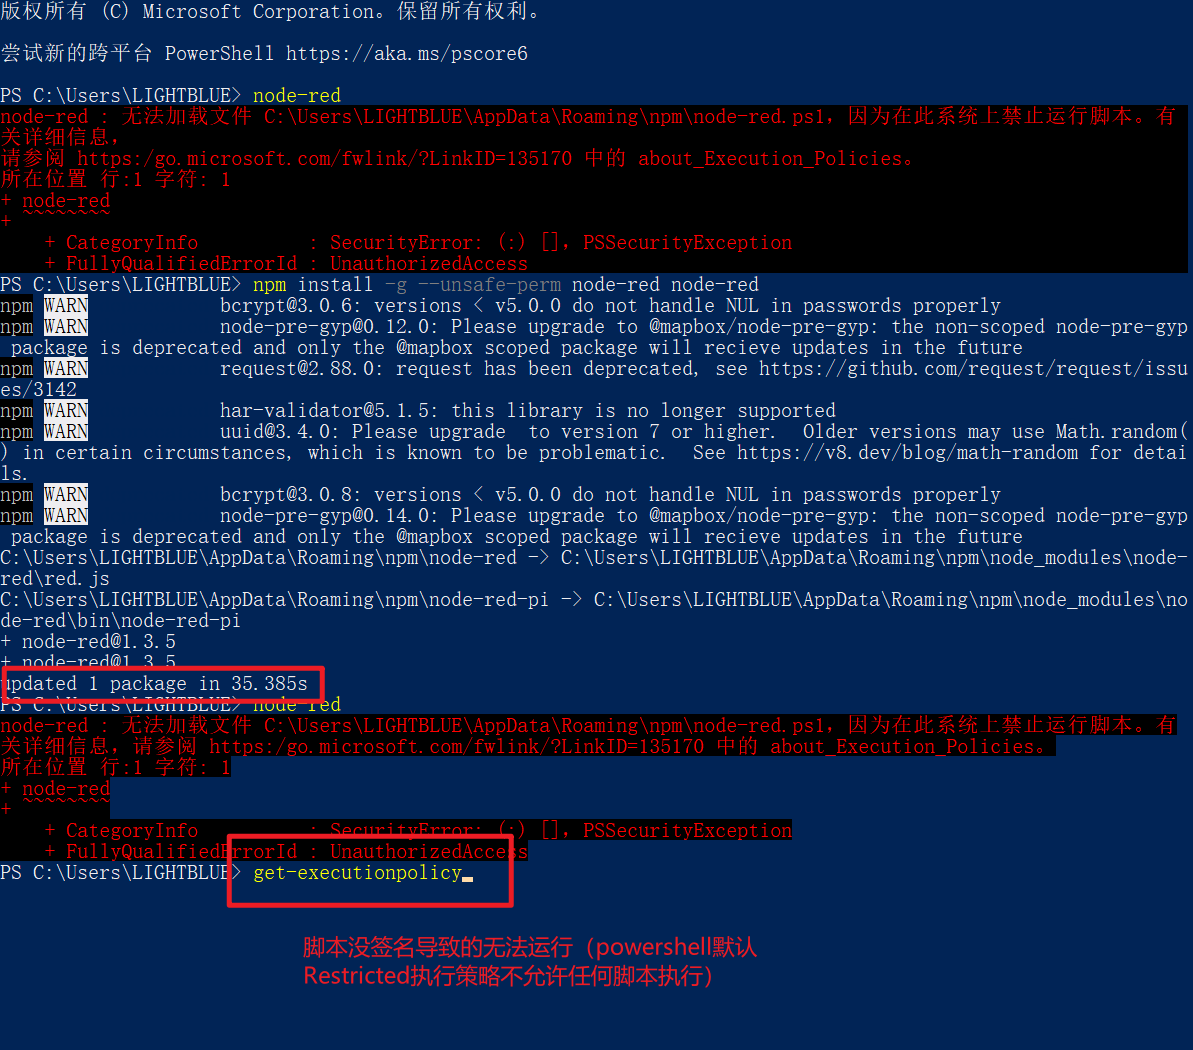 版权所有 (C) Microsoft Corporation。保留所有权利。
尝试新的跨平台 PowerShell https://aka.ms/pscore6
PS C:\Users\LIGHTBLUE> node-red
node-red : 无法加载文件 C:\Users\LIGHTBLUE\AppData\Roaming\npm\node-red.ps1，因为在此系统上禁止运行脚本。有
关详细信息，
请参阅 https:/go.microsoft.com/fwlink/?LinkID=135170 中的 about_Execution_Policies。
所在位置 行:1 字符: 1
+ node-red
+ ~~~~~~~~
    + CategoryInfo          : SecurityError: (:) []，PSSecurityException
    + FullyQualifiedErrorId : UnauthorizedAccess
PS C:\Users\LIGHTBLUE> npm install -g --unsafe-perm node-red node-red
npm WARN            bcrypt@3.0.6: versions < v5.0.0 do not handle NUL in passwords properly
npm WARN            node-pre-gyp@0.12.0: Please upgrade to @mapbox/node-pre-gyp: the non-scoped node-pre-gyp
 package is deprecated and only the @mapbox scoped package will recieve updates in the future
npm WARN            request@2.88.0: request has been deprecated, see https://github.com/request/request/issu
es/3142
npm WARN            har-validator@5.1.5: this library is no longer supported
npm WARN            uuid@3.4.0: Please upgrade  to version 7 or higher.  Older versions may use Math.random(
) in certain circumstances, which is known to be problematic.  See https://v8.dev/blog/math-random for detai
ls.
npm WARN            bcrypt@3.0.8: versions < v5.0.0 do not handle NUL in passwords properly
npm WARN            node-pre-gyp@0.14.0: Please upgrade to @mapbox/node-pre-gyp: the non-scoped node-pre-gyp
 package is deprecated and only the @mapbox scoped package will recieve updates in the future
C:\Users\LIGHTBLUE\AppData\Roaming\npm\node-red -> C:\Users\LIGHTBLUE\AppData\Roaming\npm\node_modules\node-
red\red.js
C:\Users\LIGHTBLUE\AppData\Roaming\npm\node-red-pi -> C:\Users\LIGHTBLUE\AppData\Roaming\npm\node_modules\no
de-red\bin\node-red-pi
+ node-red@1.3.5
+ node-red@1.3.5
updated 1 package in 35.385s
PS C:\Users\LIGHTBLUE> node-red
node-red : 无法加载文件 C:\Users\LIGHTBLUE\AppData\Roaming\npm\node-red.ps1，因为在此系统上禁止运行脚本。有
关详细信息，请参阅 https:/go.microsoft.com/fwlink/?LinkID=135170 中的 about_Execution_Policies。
所在位置 行:1 字符: 1
+ node-red
+ ~~~~~~~~
    + CategoryInfo          : SecurityError: (:) []，PSSecurityException
    + FullyQualifiedErrorId : UnauthorizedAccess
PS C:\Users\LIGHTBLUE> get-executionpolicy
脚本没签名导致的无法运行（powershell默认
Restricted执行策略不允许任何脚本执行）